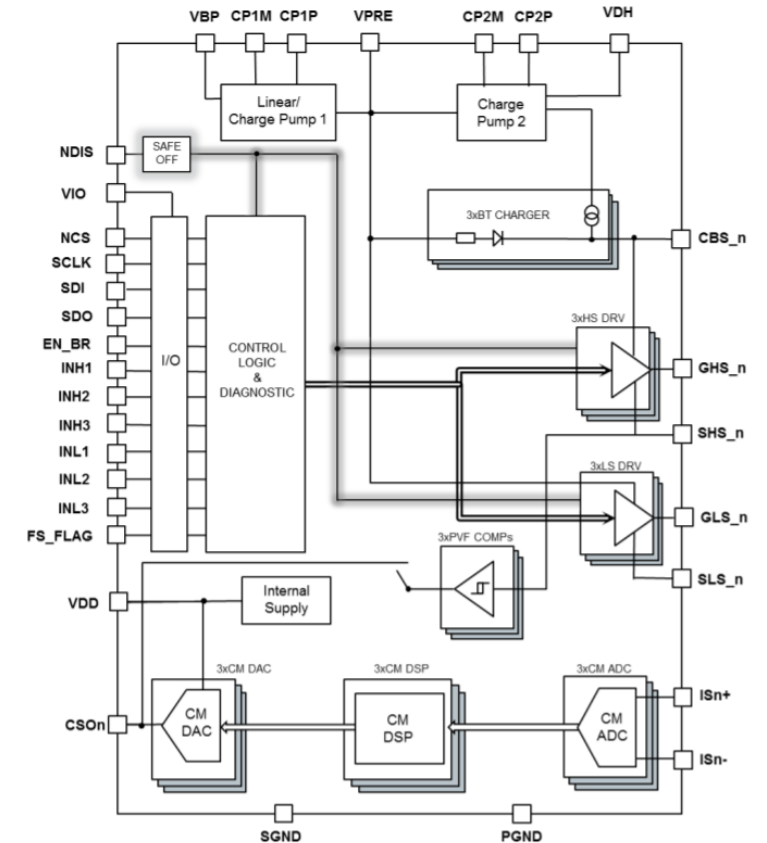 VBP CP1M CP1P VPRE CP2M CP2P VDH
Linear/
Charge Pump 1
Charge
Pump 2
NDIS
SAFE
OFF
VIO
3xBT CHARGER
NCS
CBS_n
SCLK
SDI
SDO
3xHS DRV
EN_BR
I/O
CONTROL
LOGIC
&
DIAGNOSTIC
INH1
GHS_n
INH2
INH3
SHS_n
INL1
3xLS DRV
INL2
INL3
GLS_n
FS_FLAG
3xPVF COMPs
SLS_n
VDD
Internal
Supply
3xCM DAC
3xCM DSP
3xCM ADC
ISn+
CSOn
CM
DAC
CM
DSP
CM
ADC
ISn-
SGND
PGND